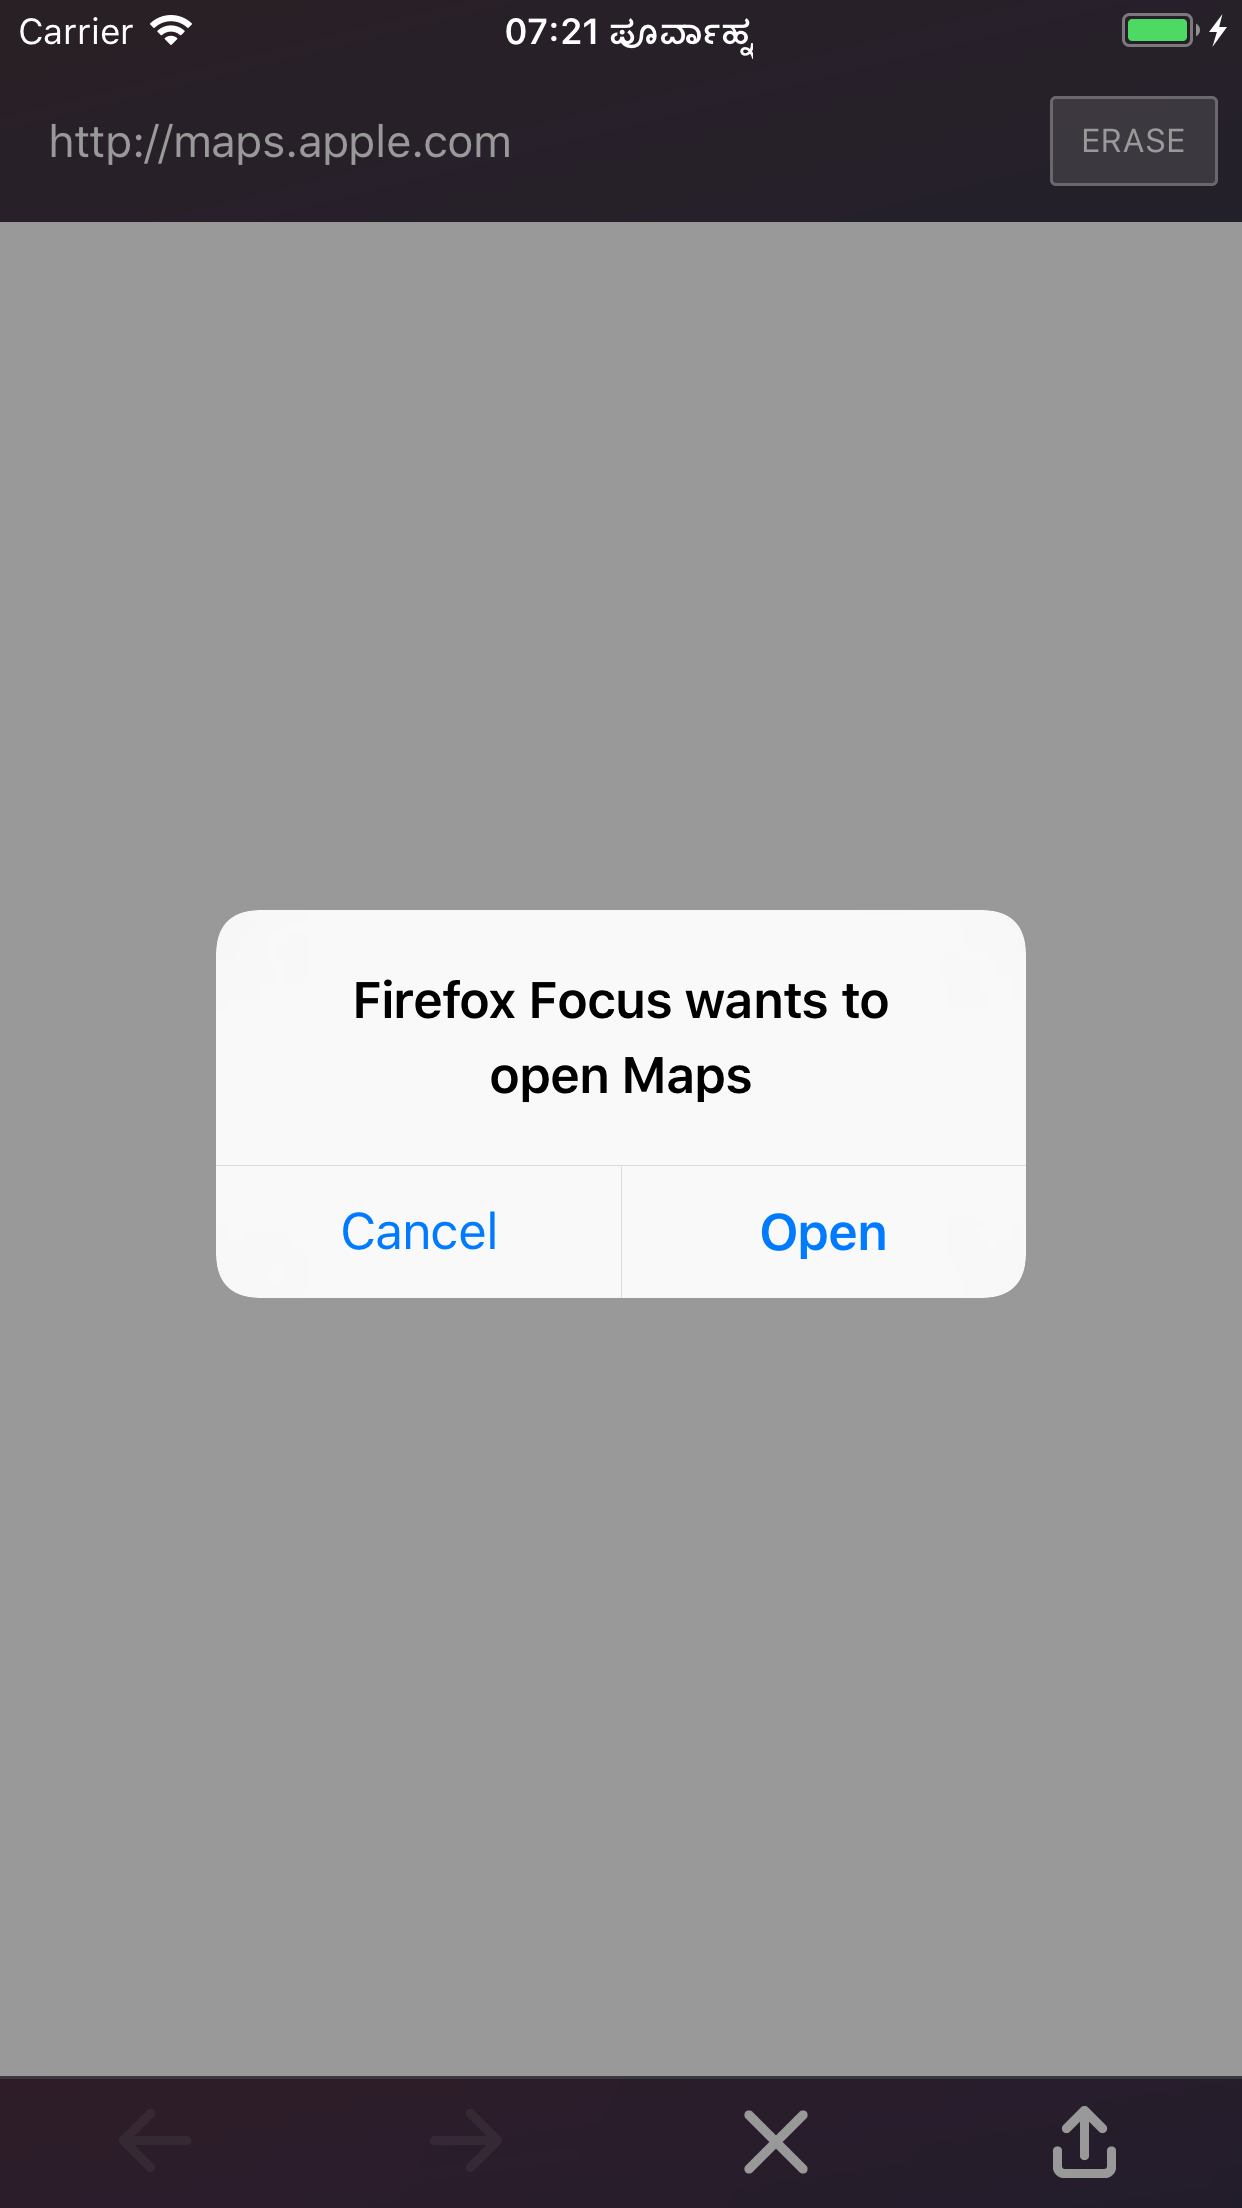 Carrier 07:21 ಪೂರ್ವಾಹ್ನ
http://maps.apple.com ERASE
Firefox Focus wants to
open Maps
Cancel Open